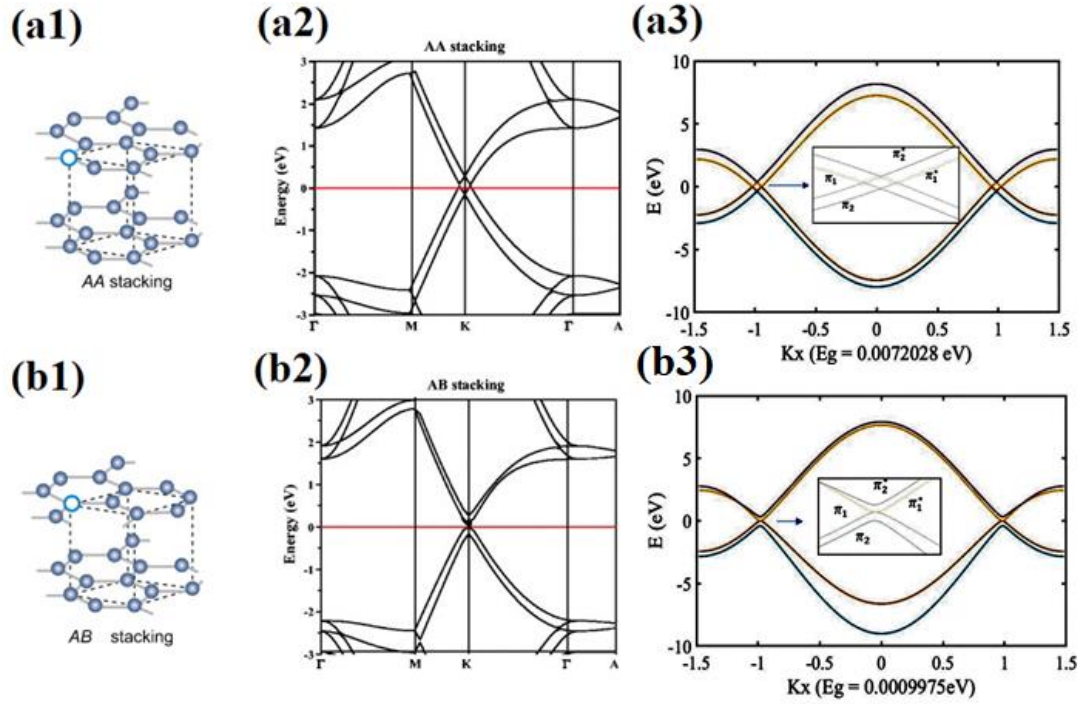 (a1)
(a2)
(a3)
AA stacking
AA stacking
Energy (eV)
3
2
1
0
-1
-2
-3
Γ M K Γ A
E (eV)
10
5
0
-5
-10
π₂*
π₁ π₁*
π₂
-1.5 -1 -0.5 0 0.5 1 1.5
Kx (Eg = 0.0072028 eV)
(b1)
(b2)
(b3)
AB stacking
AB stacking
Energy (eV)
3
2
1
0
-1
-2
-3
Γ M K Γ A
E (eV)
10
5
0
-5
-10
π₂*
π₁ π₁*
π₂
-1.5 -1 -0.5 0 0.5 1 1.5
Kx (Eg = 0.0009975eV)